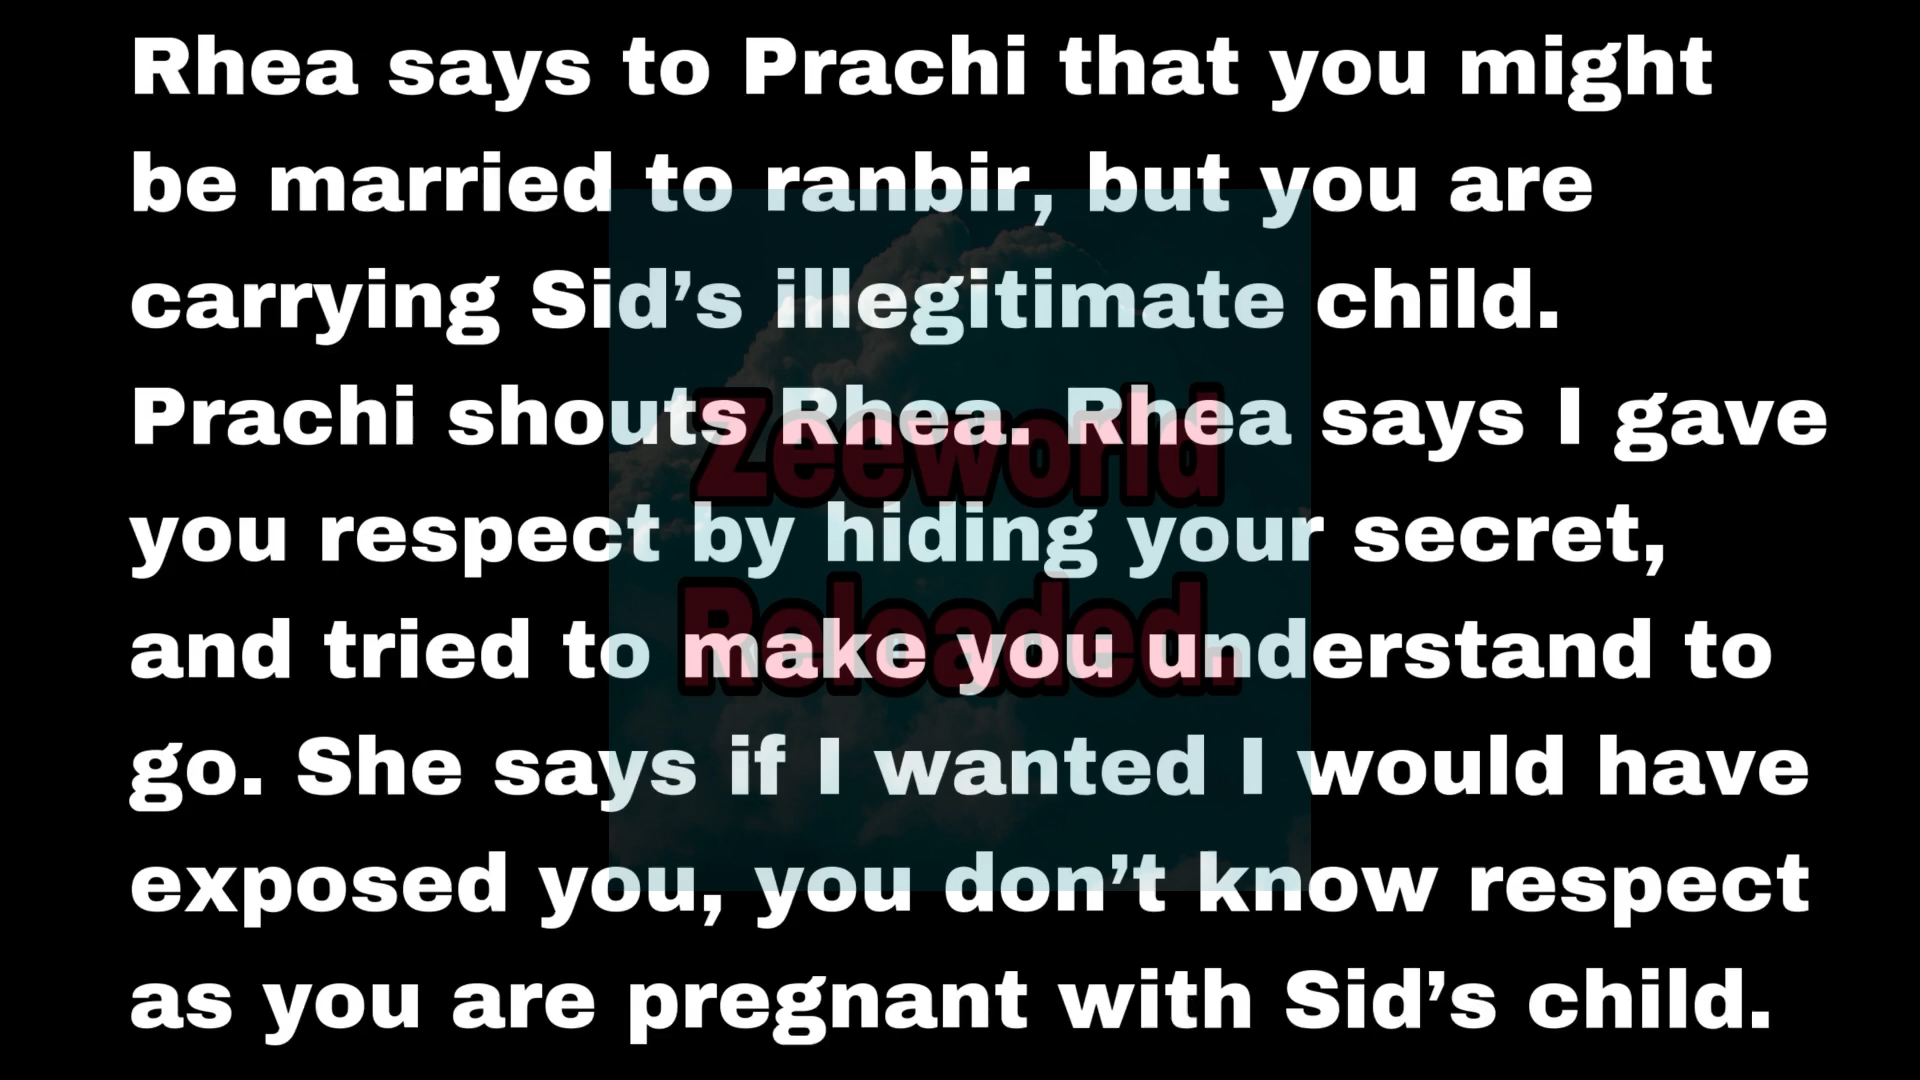 Rhea says to Prachi that you might
be married to ranbir, but you are
carrying Sid’s illegitimate child.
Prachi shouts Rhea. Rhea says I gave
you respect by hiding your secret,
and tried to make you understand to
go. She says if I wanted I would have
exposed you, you don’t know respect
as you are pregnant with Sid’s child.
Zeeworld
Releaded.